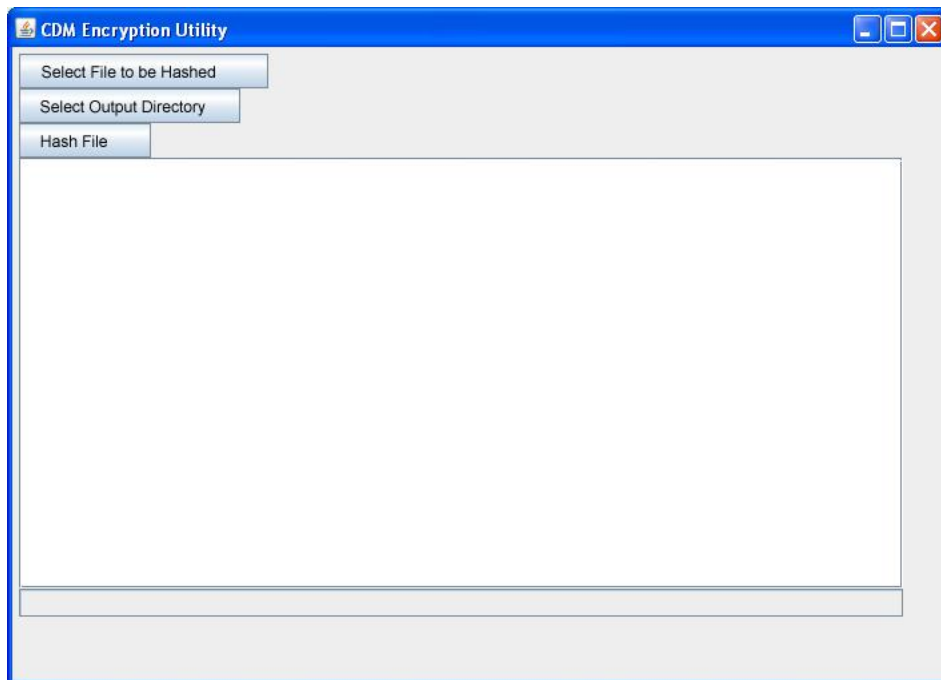 CDM Encryption Utility
Select File to be Hashed
Select Output Directory
Hash File